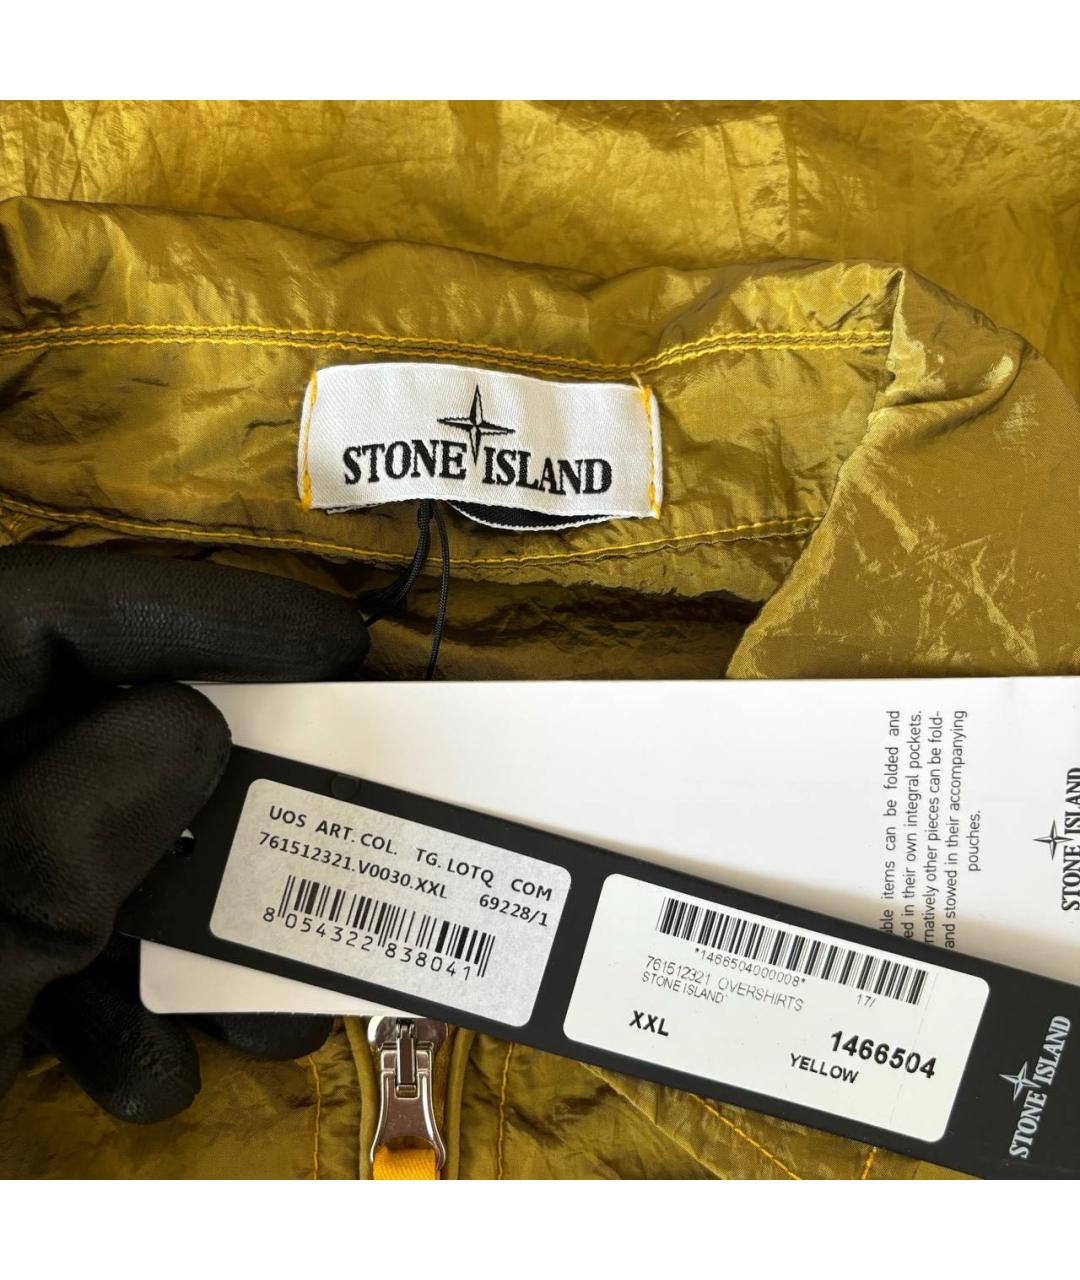 STONE ISLAND
able items can be folded and
ed in their own integral pockets.
rnatively other pieces can be fold-
and stowed in their accompanying
pouches.
STONE ISLAND
UOS ART. COL. TG. LOTQ COM
761512321.V0030.XXL 69228/1
8 054322 838041
*1466504000008*
761512321 OVERSHIRTS 17/
STONE ISLAND
XXL 1466504
YELLOW
STONE ISLAND